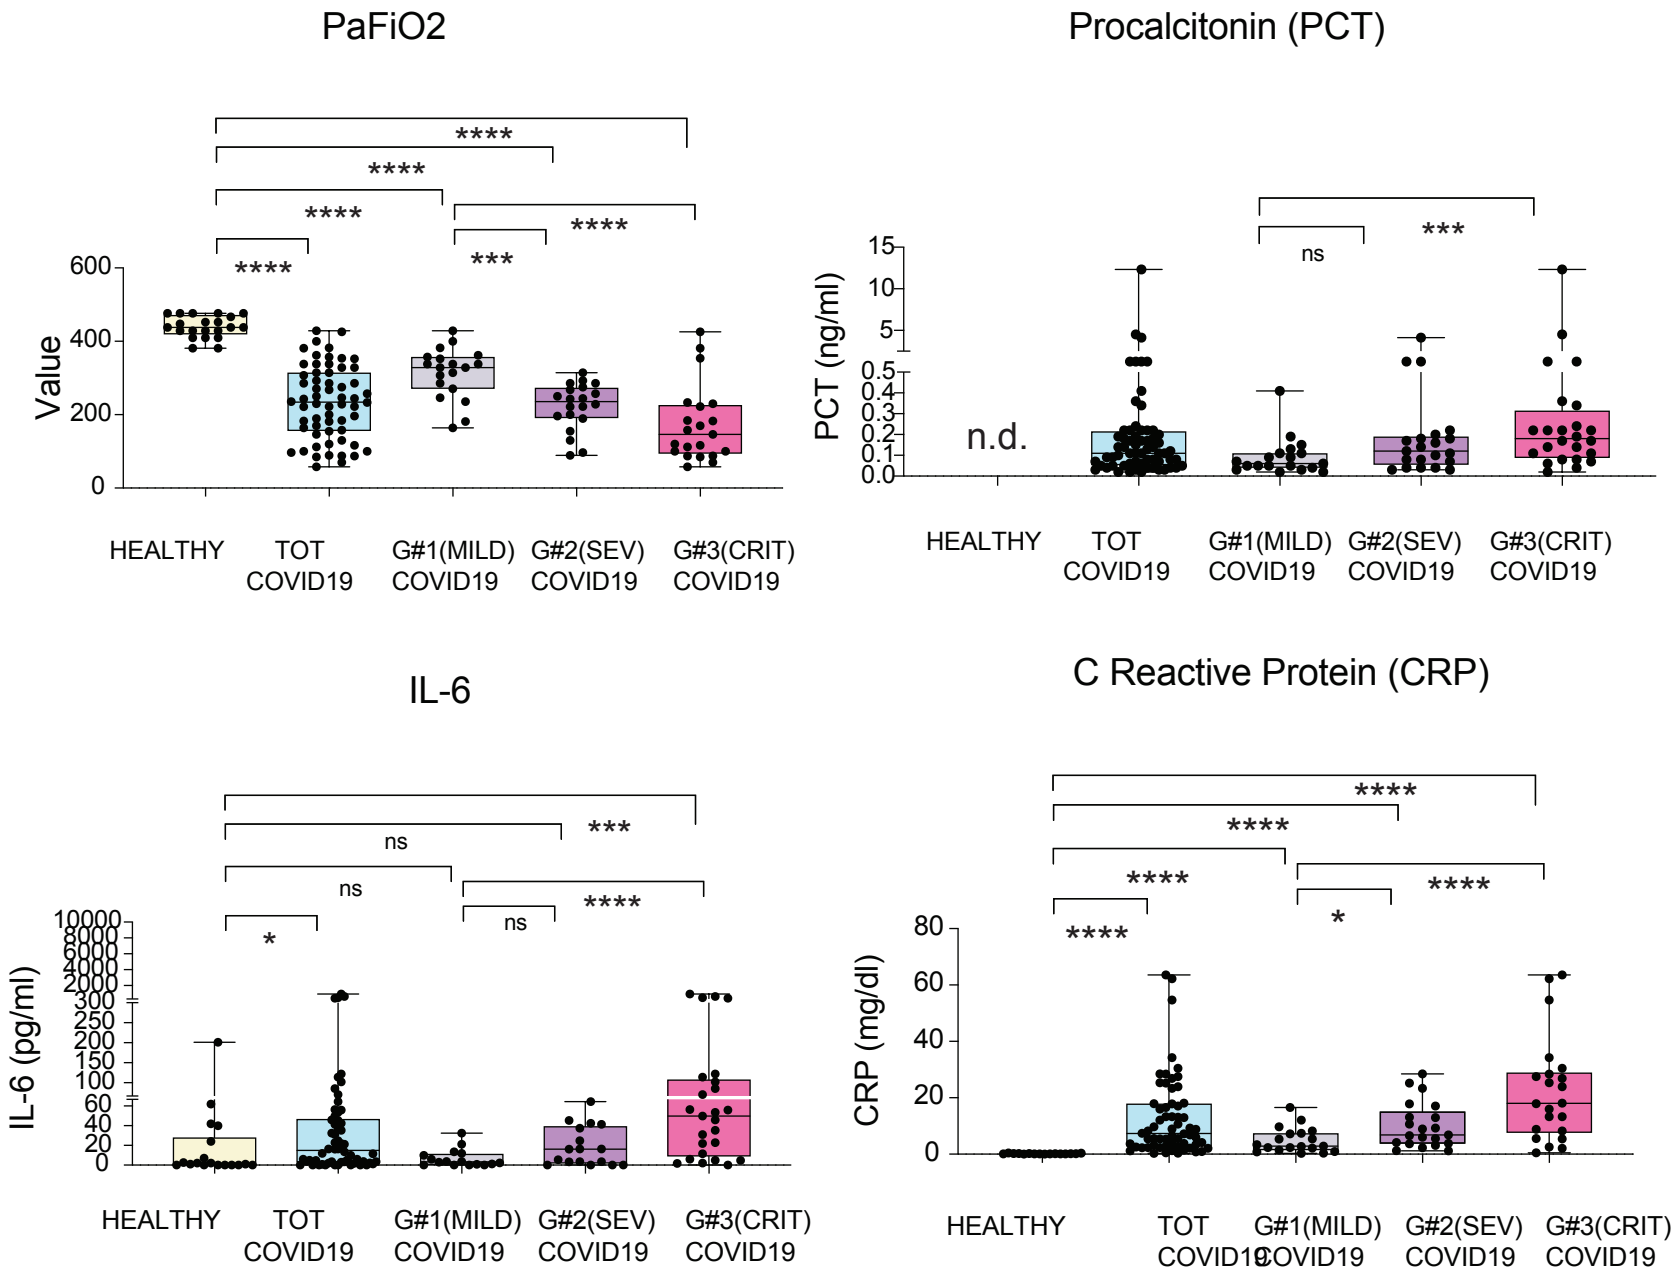 PaFiO2
****
****
****
****
****
***
Value
600
400
200
0
HEALTHY
TOT COVID19
G#1(MILD) COVID19
G#2(SEV) COVID19
G#3(CRIT) COVID19
Procalcitonin (PCT)
***
ns
PCT (ng/ml)
15
10
5
0.5
0.4
0.3
0.2
0.1
0.0
n.d.
HEALTHY
TOT COVID19
G#1(MILD) COVID19
G#2(SEV) COVID19
G#3(CRIT) COVID19
IL-6
***
ns
ns
****
ns
*
IL-6 (pg/ml)
10000
8000
6000
4000
2000
300
250
200
150
100
60
40
20
0
HEALTHY
TOT COVID19
G#1(MILD) COVID19
G#2(SEV) COVID19
G#3(CRIT) COVID19
C Reactive Protein (CRP)
****
****
****
****
*
****
CRP (mg/dl)
80
60
40
20
0
HEALTHY
TOT COVID19
G#1(MILD) COVID19
G#2(SEV) COVID19
G#3(CRIT) COVID19